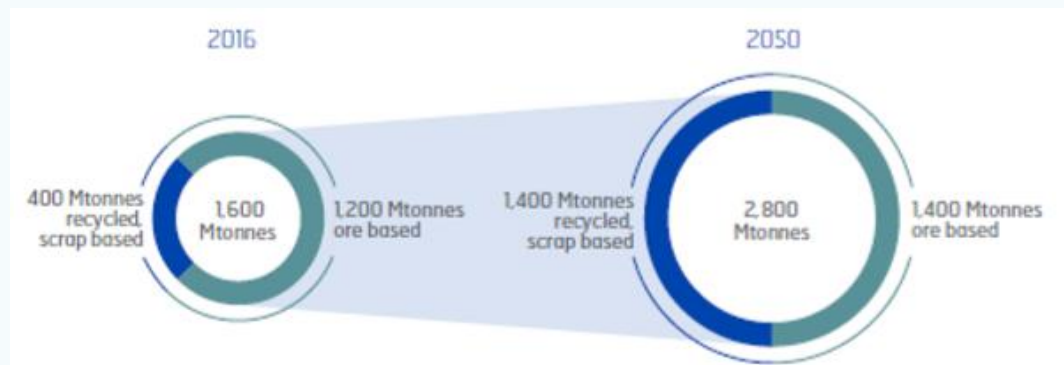 2016
400 Mtonnes
recycled,
scrap based
1,600
Mtonnes
1,200 Mtonnes
ore based
2050
1,400 Mtonnes
recycled,
scrap based
2,800
Mtonnes
1,400 Mtonnes
ore based